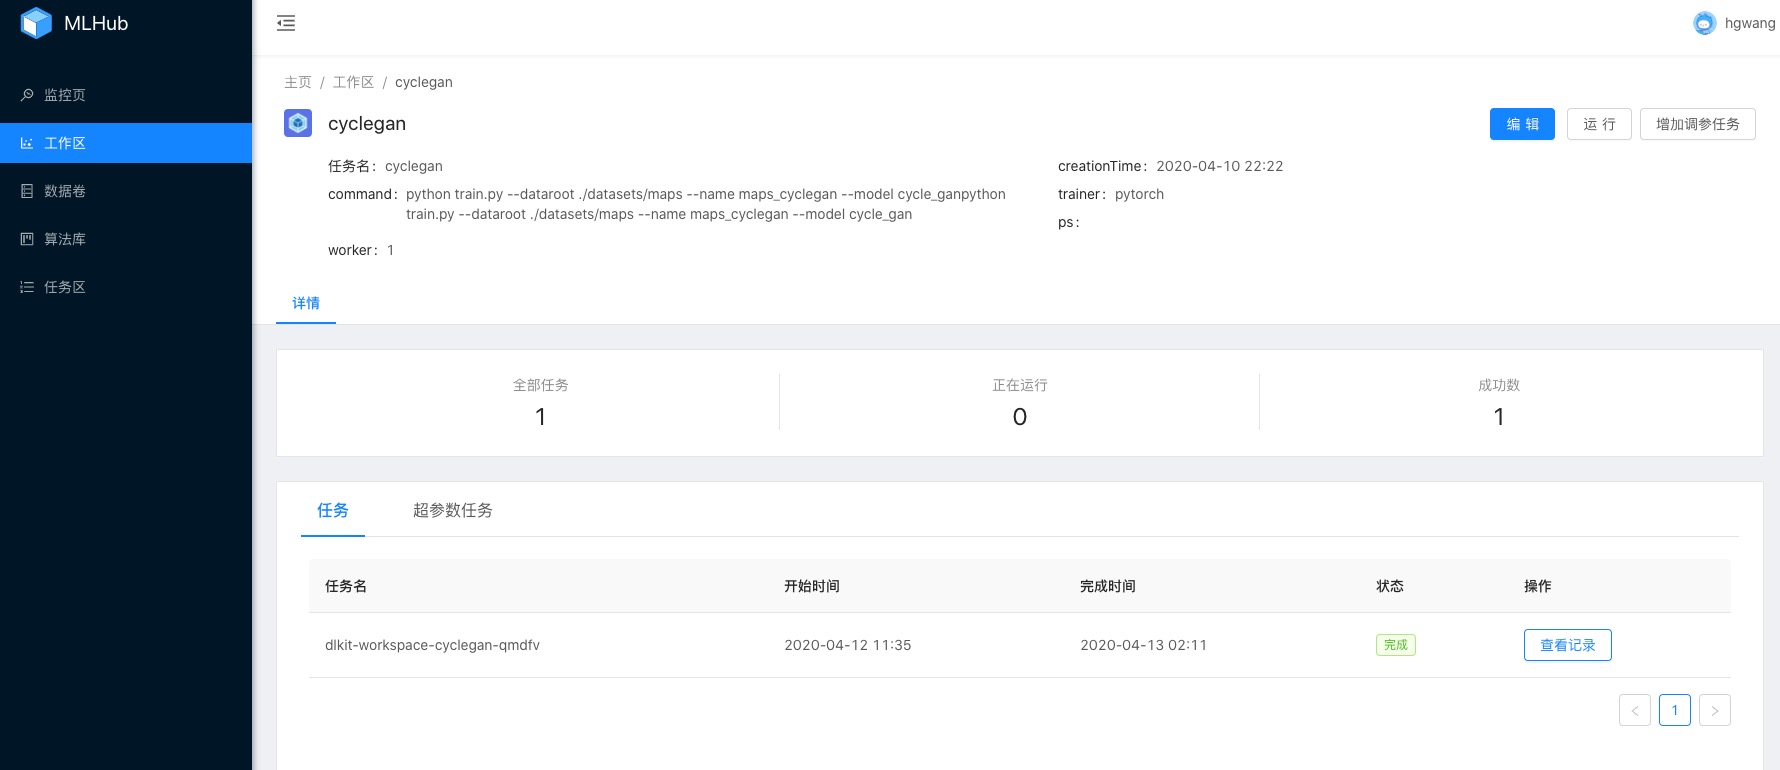 MLHub
hgwang
监控页
工作区
数据卷
算法库
任务区
主页 / 工作区 / cyclegan
cyclegan
编 辑
运 行
增加调参任务
任务名： cyclegan
creationTime： 2020-04-10 22:22
command： python train.py --dataroot ./datasets/maps --name maps_cyclegan --model cycle_ganpython
train.py --dataroot ./datasets/maps --name maps_cyclegan --model cycle_gan
trainer： pytorch
ps：
worker： 1
详情
全部任务
1
正在运行
0
成功数
1
任务 超参数任务
任务名 开始时间 完成时间 状态 操作
dlkit-workspace-cyclegan-qmdfv 2020-04-12 11:35 2020-04-13 02:11 完成 查看记录
< 1 >